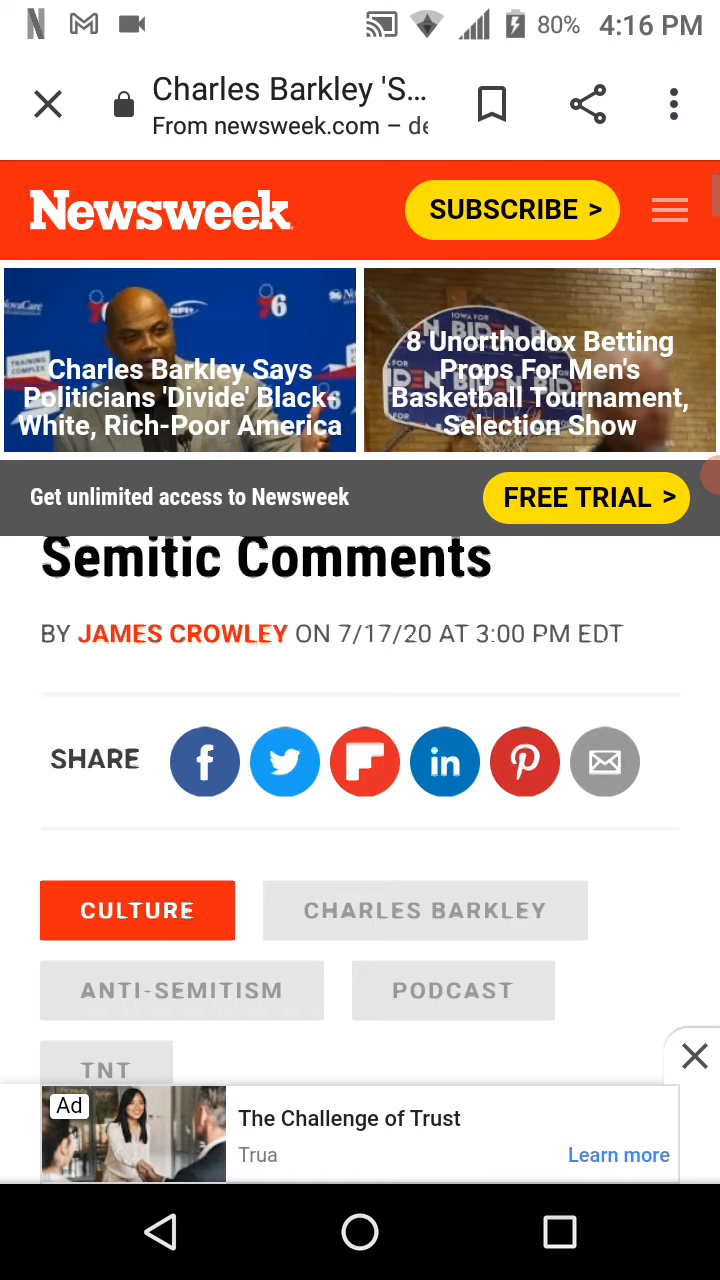 80% 4:16 PM
Charles Barkley 'S...
From newsweek.com – de
Newsweek
SUBSCRIBE >
Charles Barkley Says
Politicians 'Divide' Black-
White, Rich-Poor America
8 Unorthodox Betting
Props For Men's
Basketball Tournament,
Selection Show
Get unlimited access to Newsweek
FREE TRIAL >
Semitic Comments
BY JAMES CROWLEY ON 7/17/20 AT 3:00 PM EDT
SHARE
CULTURE
CHARLES BARKLEY
ANTI-SEMITISM
PODCAST
TNT
Ad
The Challenge of Trust
Trua
Learn more